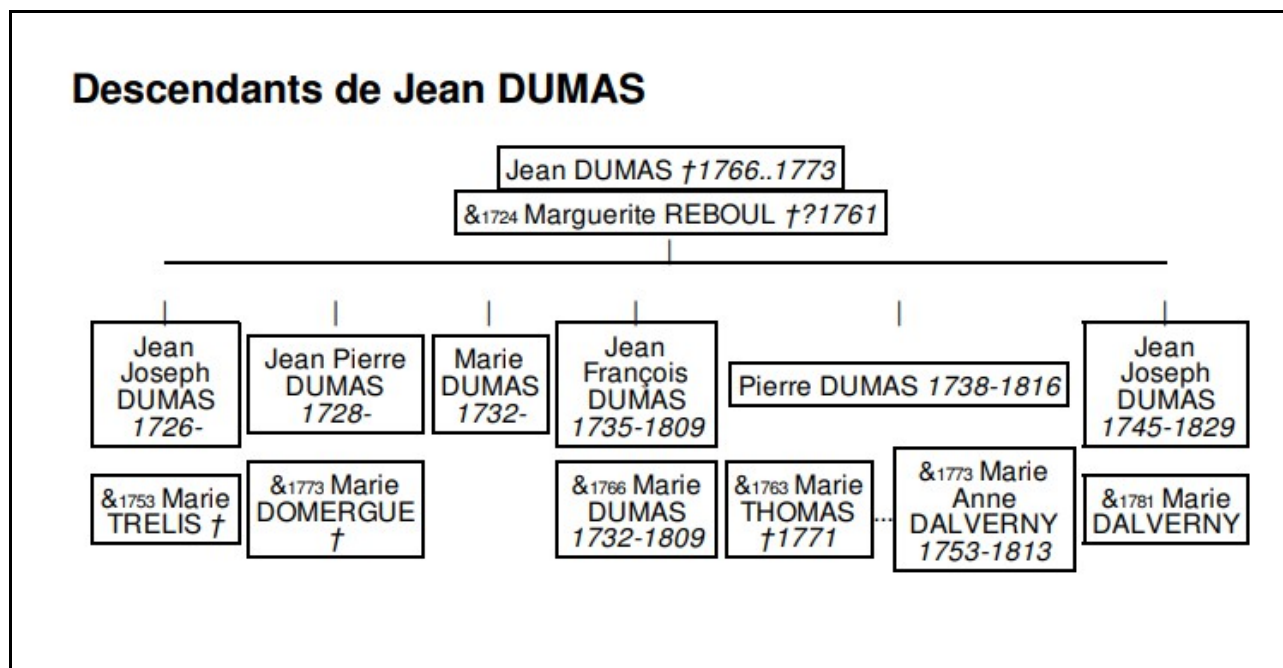 Descendants de Jean DUMAS
Jean DUMAS †1766..1773
&1724 Marguerite REBOUL †?1761
Jean
Joseph
DUMAS
1726-
Jean Pierre
DUMAS
1728-
Marie
DUMAS
1732-
Jean
François
DUMAS
1735-1809
Pierre DUMAS 1738-1816
Jean
Joseph
DUMAS
1745-1829
&1753 Marie
TRELIS †
&1773 Marie
DOMERGUE
†
&1766 Marie
DUMAS
1732-1809
&1763 Marie
THOMAS
†1771
...
&1773 Marie
Anne
DALVERNY
1753-1813
&1781 Marie
DALVERNY